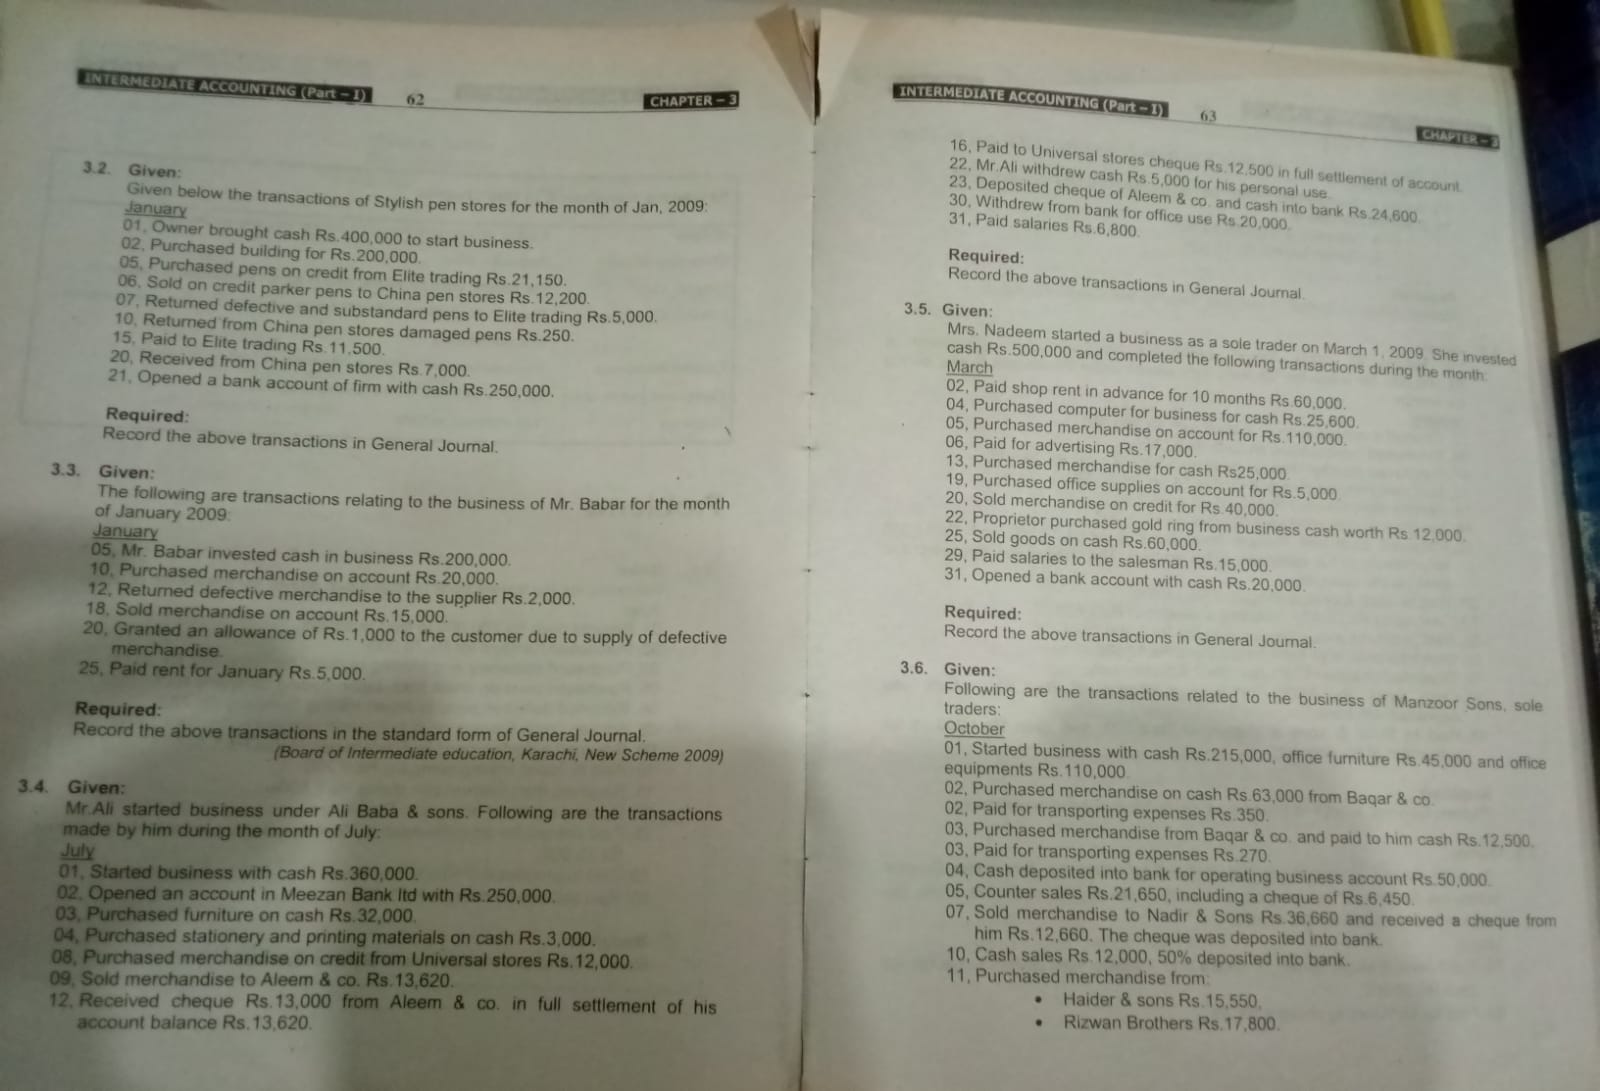 INTERMEDIATE ACCOUNTING (Part – I) 62 CHAPTER – 3
3.2. Given:
Given below the transactions of Stylish pen stores for the month of Jan, 2009:
January
01, Owner brought cash Rs.400,000 to start business.
02, Purchased building for Rs.200,000.
05, Purchased pens on credit from Elite trading Rs.21,150.
06, Sold on credit parker pens to China pen stores Rs.12,200.
07, Returned defective and substandard pens to Elite trading Rs.5,000.
10, Returned from China pen stores damaged pens Rs.250.
15, Paid to Elite trading Rs.11,500.
20, Received from China pen stores Rs.7,000.
21, Opened a bank account of firm with cash Rs.250,000.
Required:
Record the above transactions in General Journal.
3.3. Given:
The following are transactions relating to the business of Mr. Babar for the month
of January 2009:
January
05, Mr. Babar invested cash in business Rs.200,000.
10, Purchased merchandise on account Rs.20,000.
12, Returned defective merchandise to the supplier Rs.2,000.
18, Sold merchandise on account Rs.15,000.
20, Granted an allowance of Rs.1,000 to the customer due to supply of defective
merchandise.
25, Paid rent for January Rs.5,000.
Required:
Record the above transactions in the standard form of General Journal.
(Board of Intermediate education, Karachi, New Scheme 2009)
3.4. Given:
Mr.Ali started business under Ali Baba & sons. Following are the transactions
made by him during the month of July:
July
01, Started business with cash Rs.360,000.
02, Opened an account in Meezan Bank ltd with Rs.250,000.
03, Purchased furniture on cash Rs.32,000.
04, Purchased stationery and printing materials on cash Rs.3,000.
08, Purchased merchandise on credit from Universal stores Rs.12,000.
09, Sold merchandise to Aleem & co. Rs.13,620.
12, Received cheque Rs.13,000 from Aleem & co. in full settlement of his
account balance Rs.13,620.
INTERMEDIATE ACCOUNTING (Part – I) 63 CHAPTER – 3
16, Paid to Universal stores cheque Rs.12,500 in full settlement of account.
22, Mr.Ali withdrew cash Rs.5,000 for his personal use.
23, Deposited cheque of Aleem & co. and cash into bank Rs.24,600.
30, Withdrew from bank for office use Rs.20,000.
31, Paid salaries Rs.6,800.
Required:
Record the above transactions in General Journal.
3.5. Given:
Mrs. Nadeem started a business as a sole trader on March 1, 2009. She invested
cash Rs.500,000 and completed the following transactions during the month:
March
02, Paid shop rent in advance for 10 months Rs.60,000.
04, Purchased computer for business for cash Rs.25,600.
05, Purchased merchandise on account for Rs.110,000.
06, Paid for advertising Rs.17,000.
13, Purchased merchandise for cash Rs25,000.
19, Purchased office supplies on account for Rs.5,000.
20, Sold merchandise on credit for Rs.40,000.
22, Proprietor purchased gold ring from business cash worth Rs.12,000.
25, Sold goods on cash Rs.60,000.
29, Paid salaries to the salesman Rs.15,000.
31, Opened a bank account with cash Rs.20,000.
Required:
Record the above transactions in General Journal.
3.6. Given:
Following are the transactions related to the business of Manzoor Sons, sole
traders:
October
01, Started business with cash Rs.215,000, office furniture Rs.45,000 and office
equipments Rs.110,000.
02, Purchased merchandise on cash Rs.63,000 from Baqar & co.
02, Paid for transporting expenses Rs.350.
03, Purchased merchandise from Baqar & co. and paid to him cash Rs.12,500.
03, Paid for transporting expenses Rs.270.
04, Cash deposited into bank for operating business account Rs.50,000.
05, Counter sales Rs.21,650, including a cheque of Rs.6,450.
07, Sold merchandise to Nadir & Sons Rs.36,660 and received a cheque from
him Rs.12,660. The cheque was deposited into bank.
10, Cash sales Rs.12,000, 50% deposited into bank.
11, Purchased merchandise from:
• Haider & sons Rs.15,550.
• Rizwan Brothers Rs.17,800.